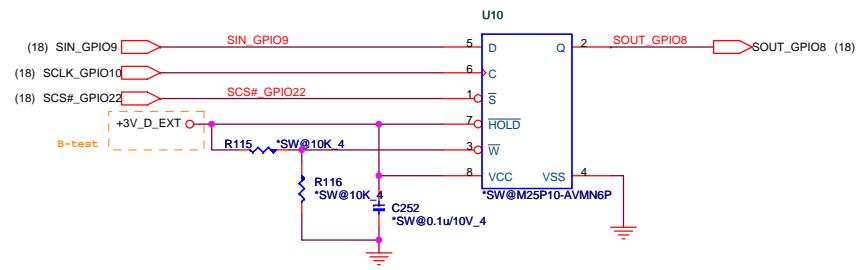 U10
(18) SIN_GPIO9 SIN_GPIO9 5 D Q 2 SOUT_GPIO8 SOUT_GPIO8 (18)
(18) SCLK_GPIO10 6 C
(18) SCS#_GPIO22 SCS#_GPIO22 1 S
+3V_D_EXT 7 HOLD
B-test R115 *SW@10K_4 3 W
R116 8 VCC VSS 4
*SW@10K_4 *SW@M25P10-AVMN6P
C252
*SW@0.1u/10V_4